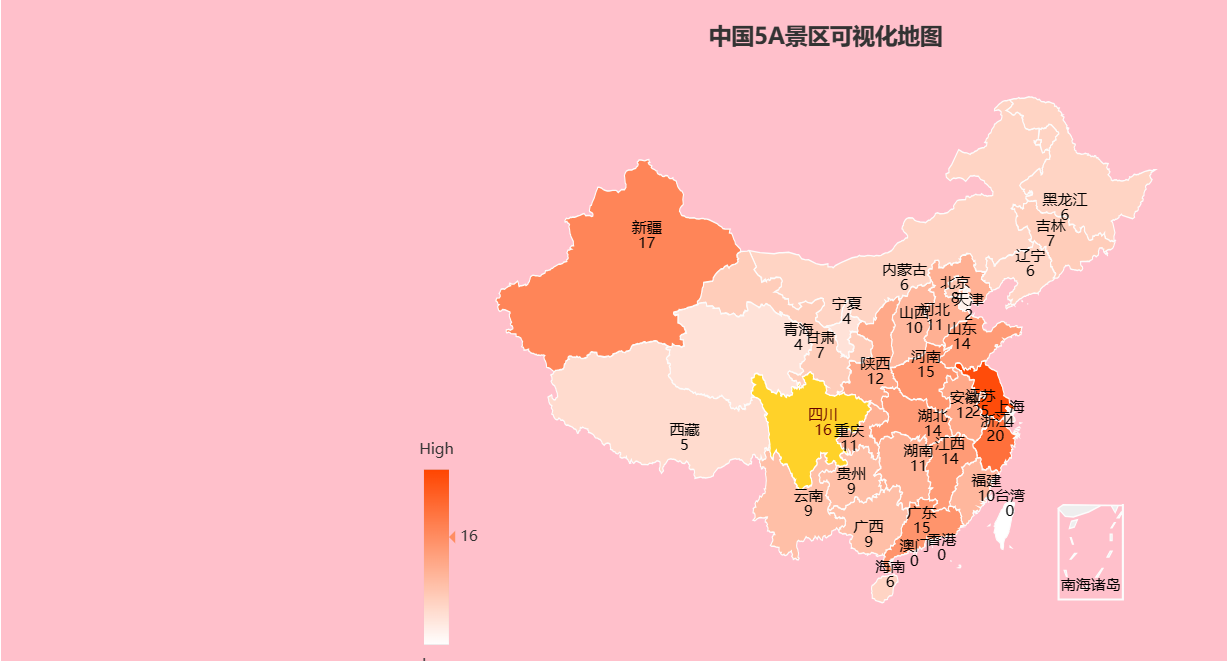 中国5A景区可视化地图
黑龙江
6
新疆
17
吉林
7
辽宁
6
内蒙古
6
北京
8
天津
2
宁夏
4
山西
10
河北
11
山东
14
青海
4
甘肃
7
河南
15
陕西
12
安徽
12
江苏
25
上海
4
四川
16
湖北
14
浙江
20
西藏
5
重庆
11
湖南
11
江西
14
High
贵州
9
福建
10
云南
9
台湾
0
广东
15
广西
9
16
香港
0
澳门
0
海南
6
南海诸岛